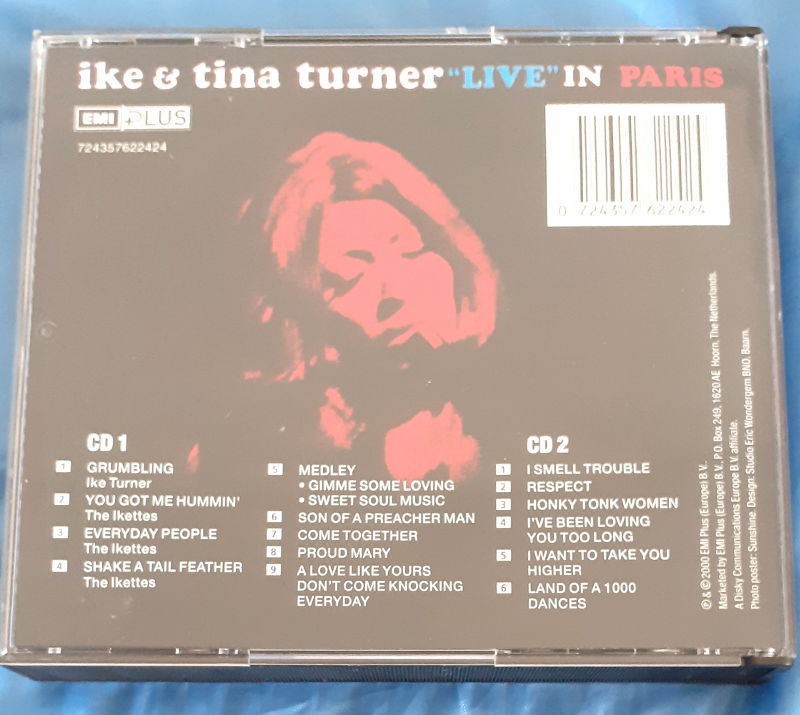 ike & tina turner "LIVE" IN PARIS
EMI PLUS
724357622424
0 724357 622424
CD 1
1 GRUMBLING
Ike Turner
2 YOU GOT ME HUMMIN'
The Ikettes
3 EVERYDAY PEOPLE
The Ikettes
4 SHAKE A TAIL FEATHER
The Ikettes
5 MEDLEY
• GIMME SOME LOVING
• SWEET SOUL MUSIC
6 SON OF A PREACHER MAN
7 COME TOGETHER
8 PROUD MARY
9 A LOVE LIKE YOURS
DON'T COME KNOCKING
EVERYDAY
CD 2
1 I SMELL TROUBLE
2 RESPECT
3 HONKY TONK WOMEN
4 I'VE BEEN LOVING
YOU TOO LONG
5 I WANT TO TAKE YOU
HIGHER
6 LAND OF A 1000
DANCES
℗ & © 2000 EMI Plus (Europe) B.V.
Marketed by EMI Plus (Europe) B.V., P.O. Box 249, 1620 AE Hoorn, The Netherlands.
A Disky Communications Europe B.V. affiliate.
Photo poster: Sunshine. Design: Studio Eric Wondergem BNO, Baarn.